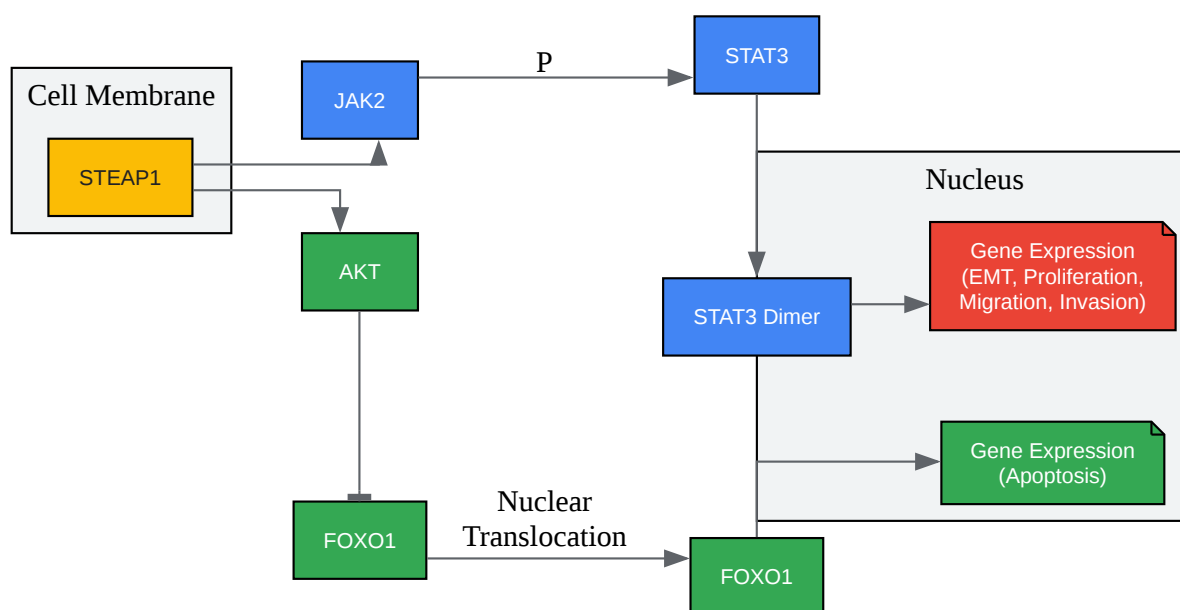 P
STAT3
Cell Membrane
JAK2
STEAP1
Nucleus
AKT
Gene Expression
(EMT, Proliferation,
Migration, Invasion)
STAT3 Dimer
Gene Expression
(Apoptosis)
FOXO1
Nuclear
Translocation
FOXO1